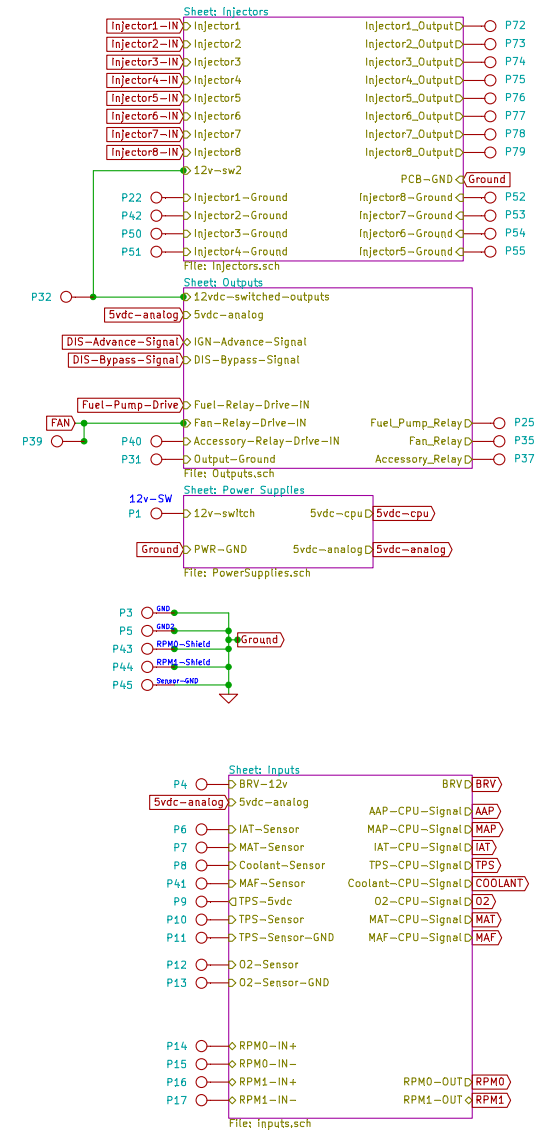 Sheet: Injectors
Injector1-IN Injector1 Injector1_Output P72
Injector2-IN Injector2 Injector2_Output P73
Injector3-IN Injector3 Injector3_Output P74
Injector4-IN Injector4 Injector4_Output P75
Injector5-IN Injector5 Injector5_Output P76
Injector6-IN Injector6 Injector6_Output P77
Injector7-IN Injector7 Injector7_Output P78
Injector8-IN Injector8 Injector8_Output P79
12v-sw2
PCB-GND Ground
P22 Injector1-Ground Injector8-Ground P52
P42 Injector2-Ground Injector7-Ground P53
P50 Injector3-Ground Injector6-Ground P54
P51 Injector4-Ground Injector5-Ground P55
File: Injectors.sch
Sheet: Outputs
P32 12vdc-switched-outputs
5vdc-analog 5vdc-analog
DIS-Advance-Signal IGN-Advance-Signal
DIS-Bypass-Signal DIS-Bypass-Signal
Fuel-Pump-Drive Fuel-Relay-Drive-IN
FAN Fan-Relay-Drive-IN Fuel_Pump_Relay P25
P39 P40 Accessory-Relay-Drive-IN Fan_Relay P35
P31 Output-Ground Accessory_Relay P37
File: Outputs.sch
Sheet: Power Supplies
12v-SW
P1 12v-switch 5vdc-cpu 5vdc-cpu
Ground PWR-GND 5vdc-analog 5vdc-analog
File: PowerSupplies.sch
P3 GND
P5 GND2
Ground
P43 RPM0-Shield
P44 RPM1-Shield
P45 Sensor-GND
Sheet: Inputs
P4 BRV-12v BRV BRV
5vdc-analog 5vdc-analog
AAP-CPU-Signal AAP
P6 IAT-Sensor MAP-CPU-Signal MAP
P7 MAT-Sensor IAT-CPU-Signal IAT
P8 Coolant-Sensor TPS-CPU-Signal TPS
P41 MAF-Sensor Coolant-CPU-Signal COOLANT
P9 TPS-5vdc O2-CPU-Signal O2
P10 TPS-Sensor MAT-CPU-Signal MAT
P11 TPS-Sensor-GND MAF-CPU-Signal MAF
P12 O2-Sensor
P13 O2-Sensor-GND
P14 RPM0-IN+
P15 RPM0-IN-
P16 RPM1-IN+ RPM0-OUT RPM0
P17 RPM1-IN- RPM1-OUT RPM1
File: inputs.sch